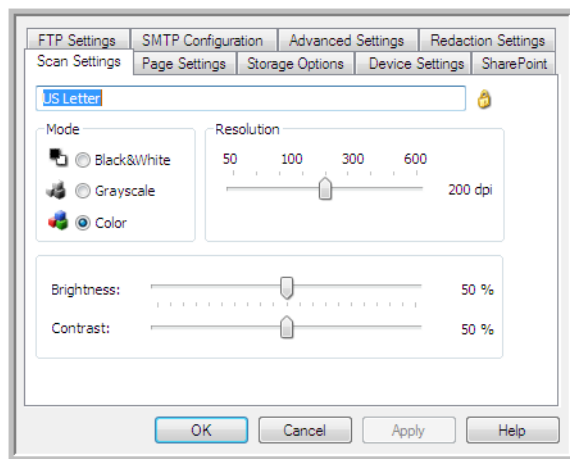 FTP Settings SMTP Configuration Advanced Settings Redaction Settings
Scan Settings Page Settings Storage Options Device Settings SharePoint
US Letter
Mode Resolution
Black&White 50 100 300 600
Grayscale 200 dpi
Color
Brightness: 50 %
Contrast: 50 %
OK Cancel Apply Help